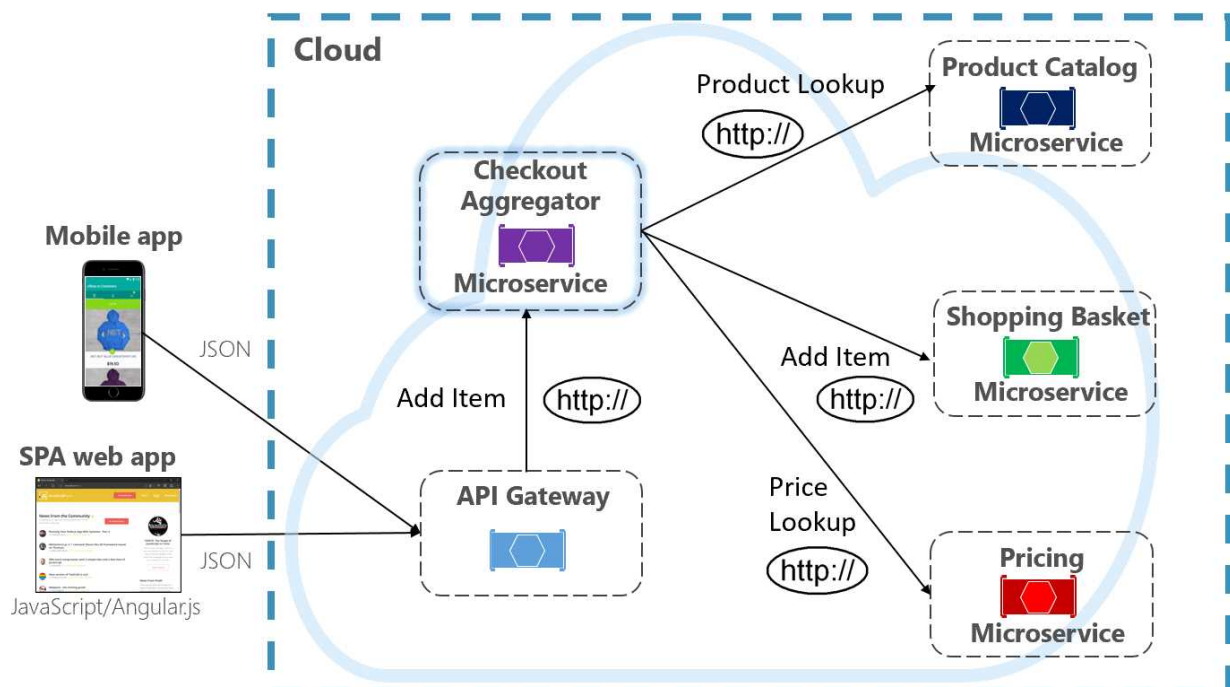 Cloud
Product Catalog
Microservice
Product Lookup
http://
Checkout
Aggregator
Microservice
Mobile app
JSON
Shopping Basket
Microservice
Add Item
http://
Add Item
http://
SPA web app
JSON
JavaScript/Angular.js
API Gateway
Price
Lookup
http://
Pricing
Microservice